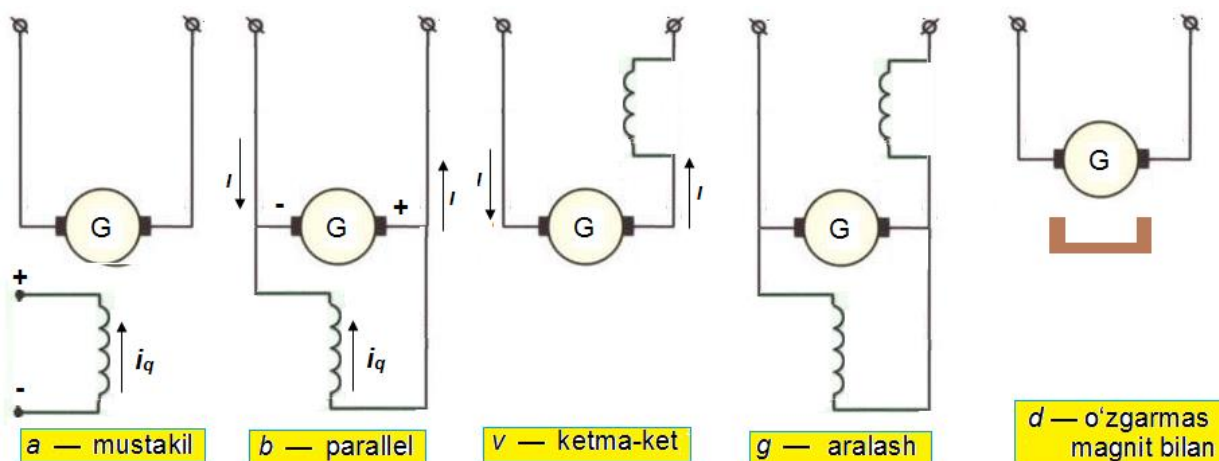 I
-
G
+
I
I
G
I
G
G
G
+
-
iq
iq
a — mustakil
b — parallel
v — ketma-ket
g — aralash
d — o‘zgarmas
magnit bilan